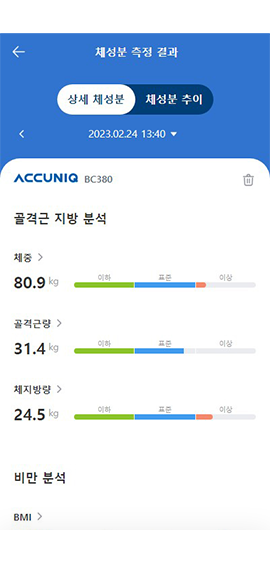 체성분 측정 결과
상세 체성분 체성분 추이
2023.02.24 13:40
ACCUNIQ BC380
골격근 지방 분석
체중
80.9 kg 이하 표준 이상
골격근량
31.4 kg 이하 표준 이상
체지방량
24.5 kg 이하 표준 이상
비만 분석
BMI